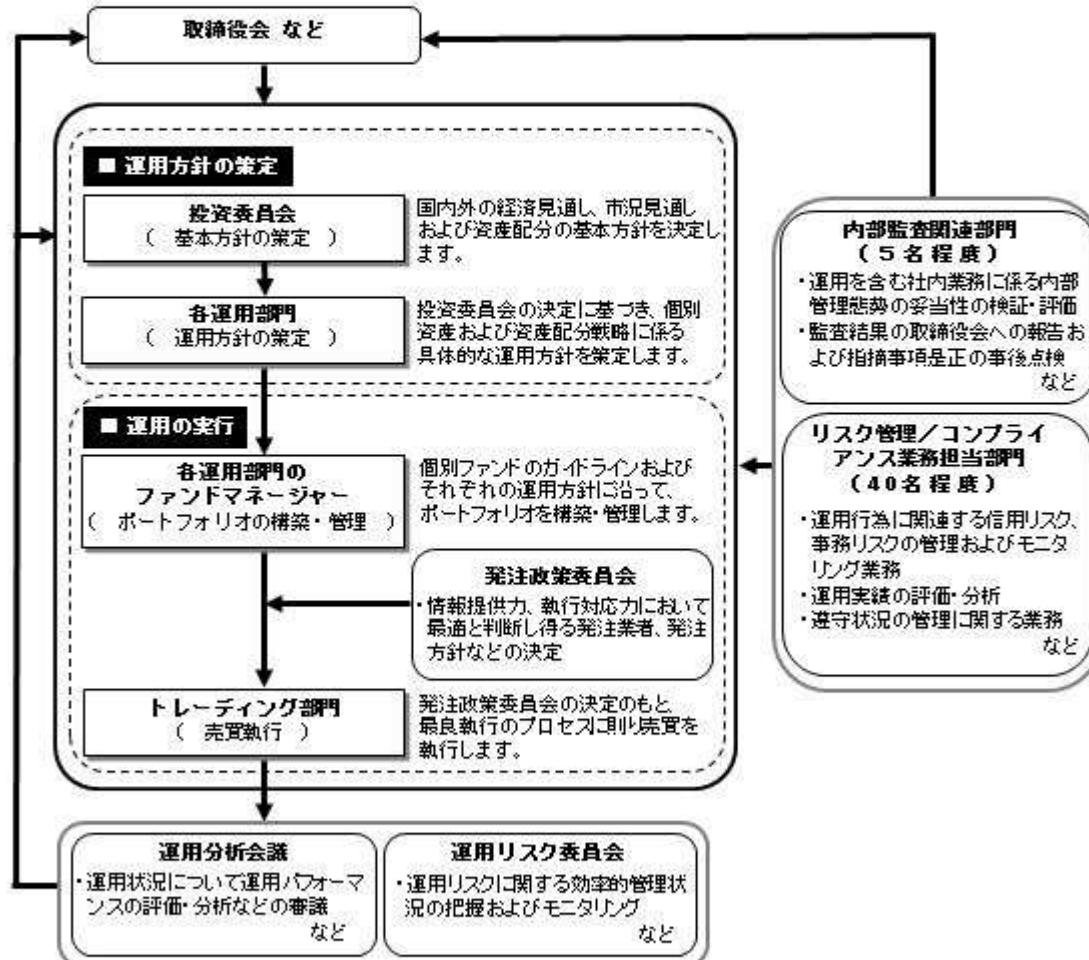 取締役会 など
■ 運用方針の策定
投資委員会
（ 基本方針の策定 ）
国内外の経済見通し、市況見通し
および資産配分の基本方針を決定し
ます。
各運用部門
（ 運用方針の策定 ）
投資委員会の決定に基づき、個別
資産および資産配分戦略に係る
具体的な運用方針を策定します。
■ 運用の実行
各運用部門の
ファンドマネージャー
（ ポートフォリオの構築・管理 ）
個別ファンドのガイドラインおよび
それぞれの運用方針に沿って、
ポートフォリオを構築・管理します。
発注政策委員会
・情報提供力、執行対応力において
最適と判断し得る発注業者、発注
方針などの決定
トレーディング部門
（ 売買執行 ）
発注政策委員会の決定のもと、
最良執行のプロセスに則り売買を
執行します。
内部監査関連部門
（５名程度）
・運用を含む社内業務に係る内部
管理態勢の妥当性の検証・評価
・監査結果の取締役会への報告お
よび指摘事項是正の事後点検
など
リスク管理／コンプライ
アンス業務担当部門
（40名程度）
・運用行為に関連する信用リスク、
事務リスクの管理およびモニタ
リング業務
・運用実績の評価・分析
・遵守状況の管理に関する業務
など
運用分析会議
・運用状況について運用パフォーマ
ンスの評価・分析などの審議
など
運用リスク委員会
・運用リスクに関する効率的管理状
況の把握およびモニタリング
など